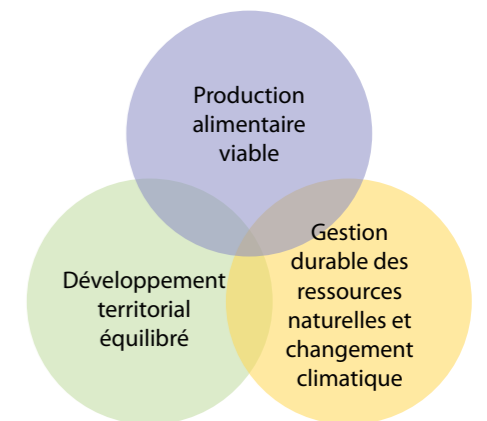 Production
alimentaire
viable
Développement
territorial
équilibré
Gestion
durable des
ressources
naturelles et
changement
climatique